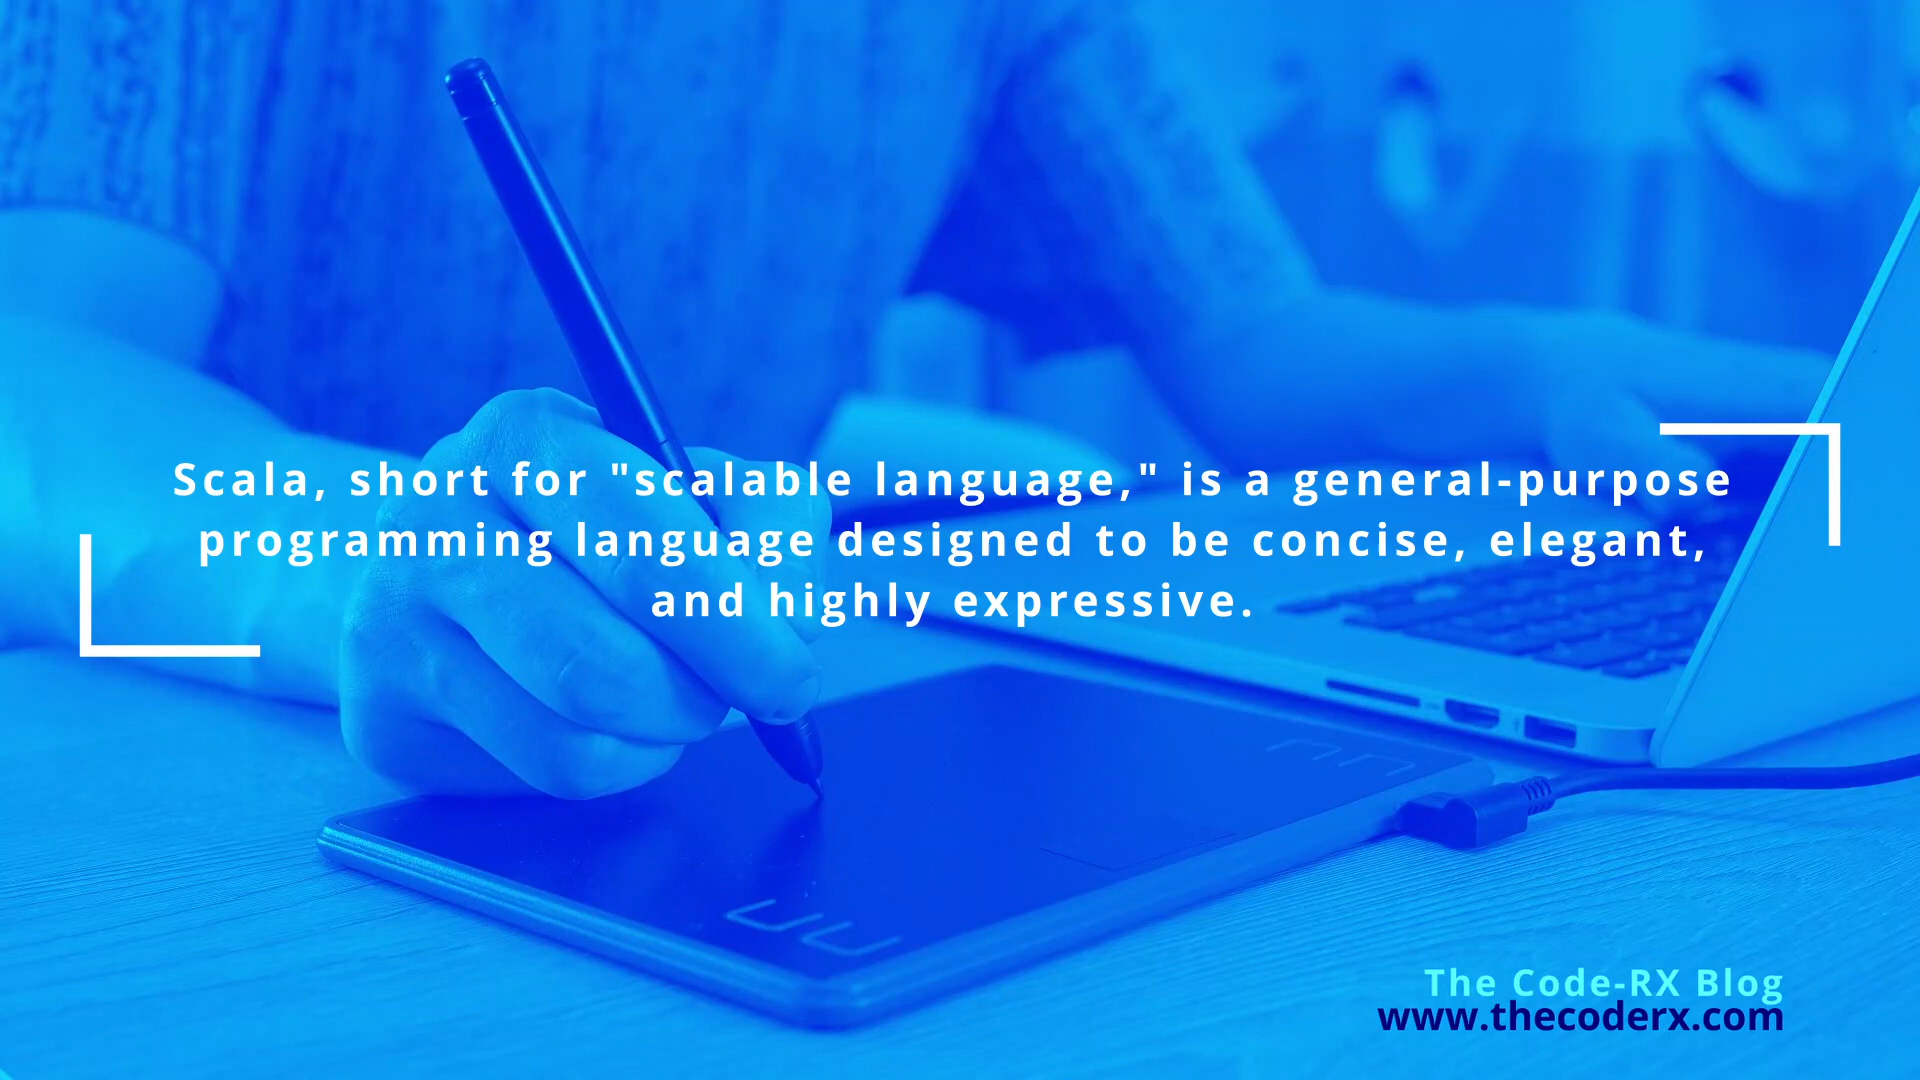 Scala, short for "scalable language," is a general-purpose
programming language designed to be concise, elegant,
and highly expressive.
The Code-RX Blog
www.thecoderx.com